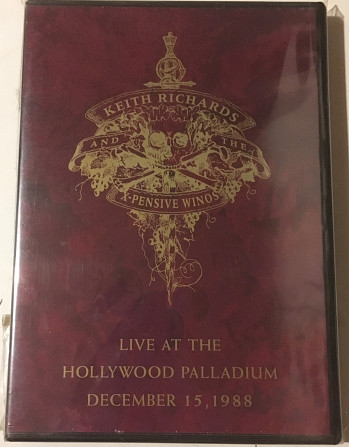 KEITH RICHARDS
AND THE
X-PENSIVE WINOS
LIVE AT THE
HOLLYWOOD PALLADIUM
DECEMBER 15, 1988